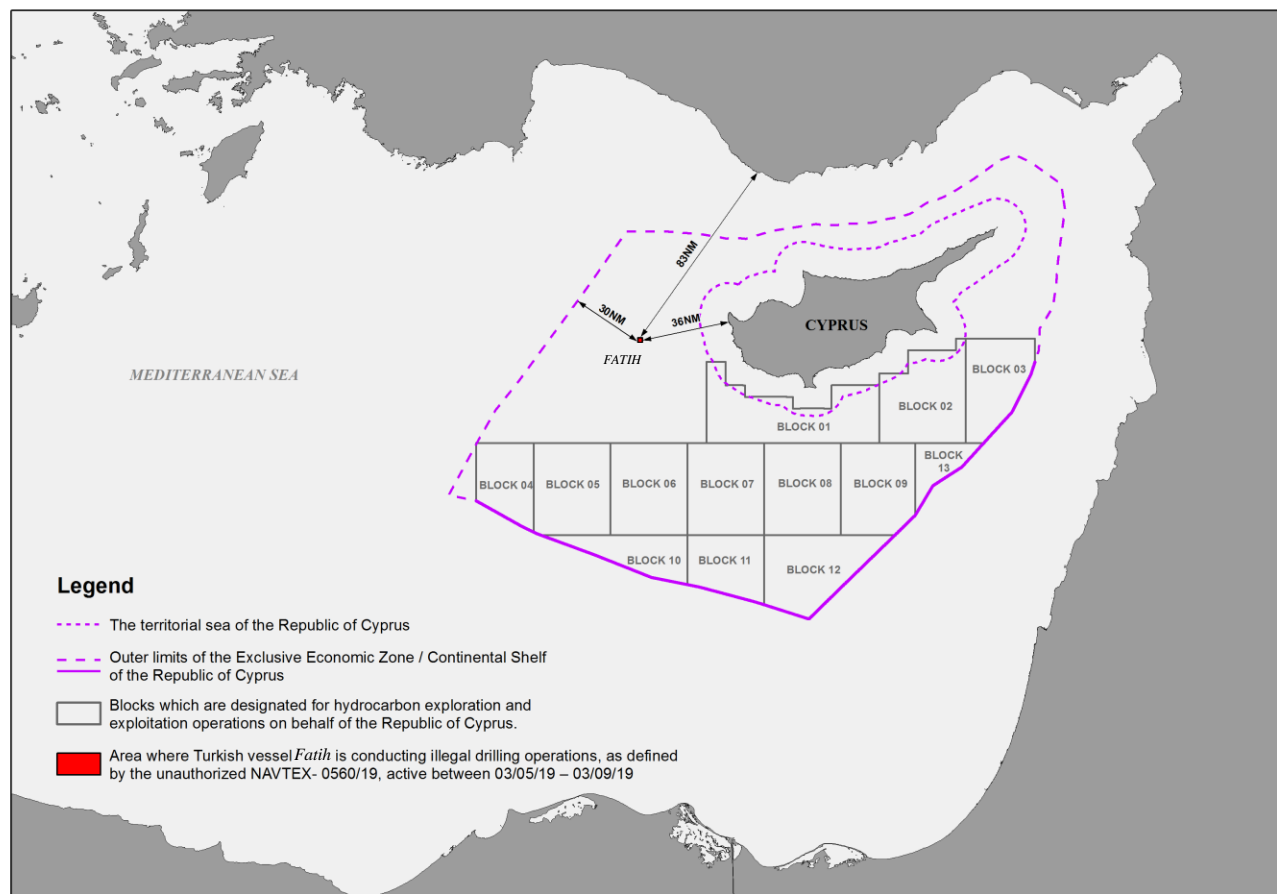 83NM
30NM
36NM
FATIH
CYPRUS
MEDITERRANEAN SEA
BLOCK 03
BLOCK 02
BLOCK 01
BLOCK
13
BLOCK 04
BLOCK 05
BLOCK 06
BLOCK 07
BLOCK 08
BLOCK 09
BLOCK 10
BLOCK 11
BLOCK 12
Legend
The territorial sea of the Republic of Cyprus
Outer limits of the Exclusive Economic Zone / Continental Shelf
of the Republic of Cyprus
Blocks which are designated for hydrocarbon exploration and
exploitation operations on behalf of the Republic of Cyprus.
Area where Turkish vessel Fatih is conducting illegal drilling operations, as defined
by the unauthorized NAVTEX- 0560/19, active between 03/05/19 – 03/09/19